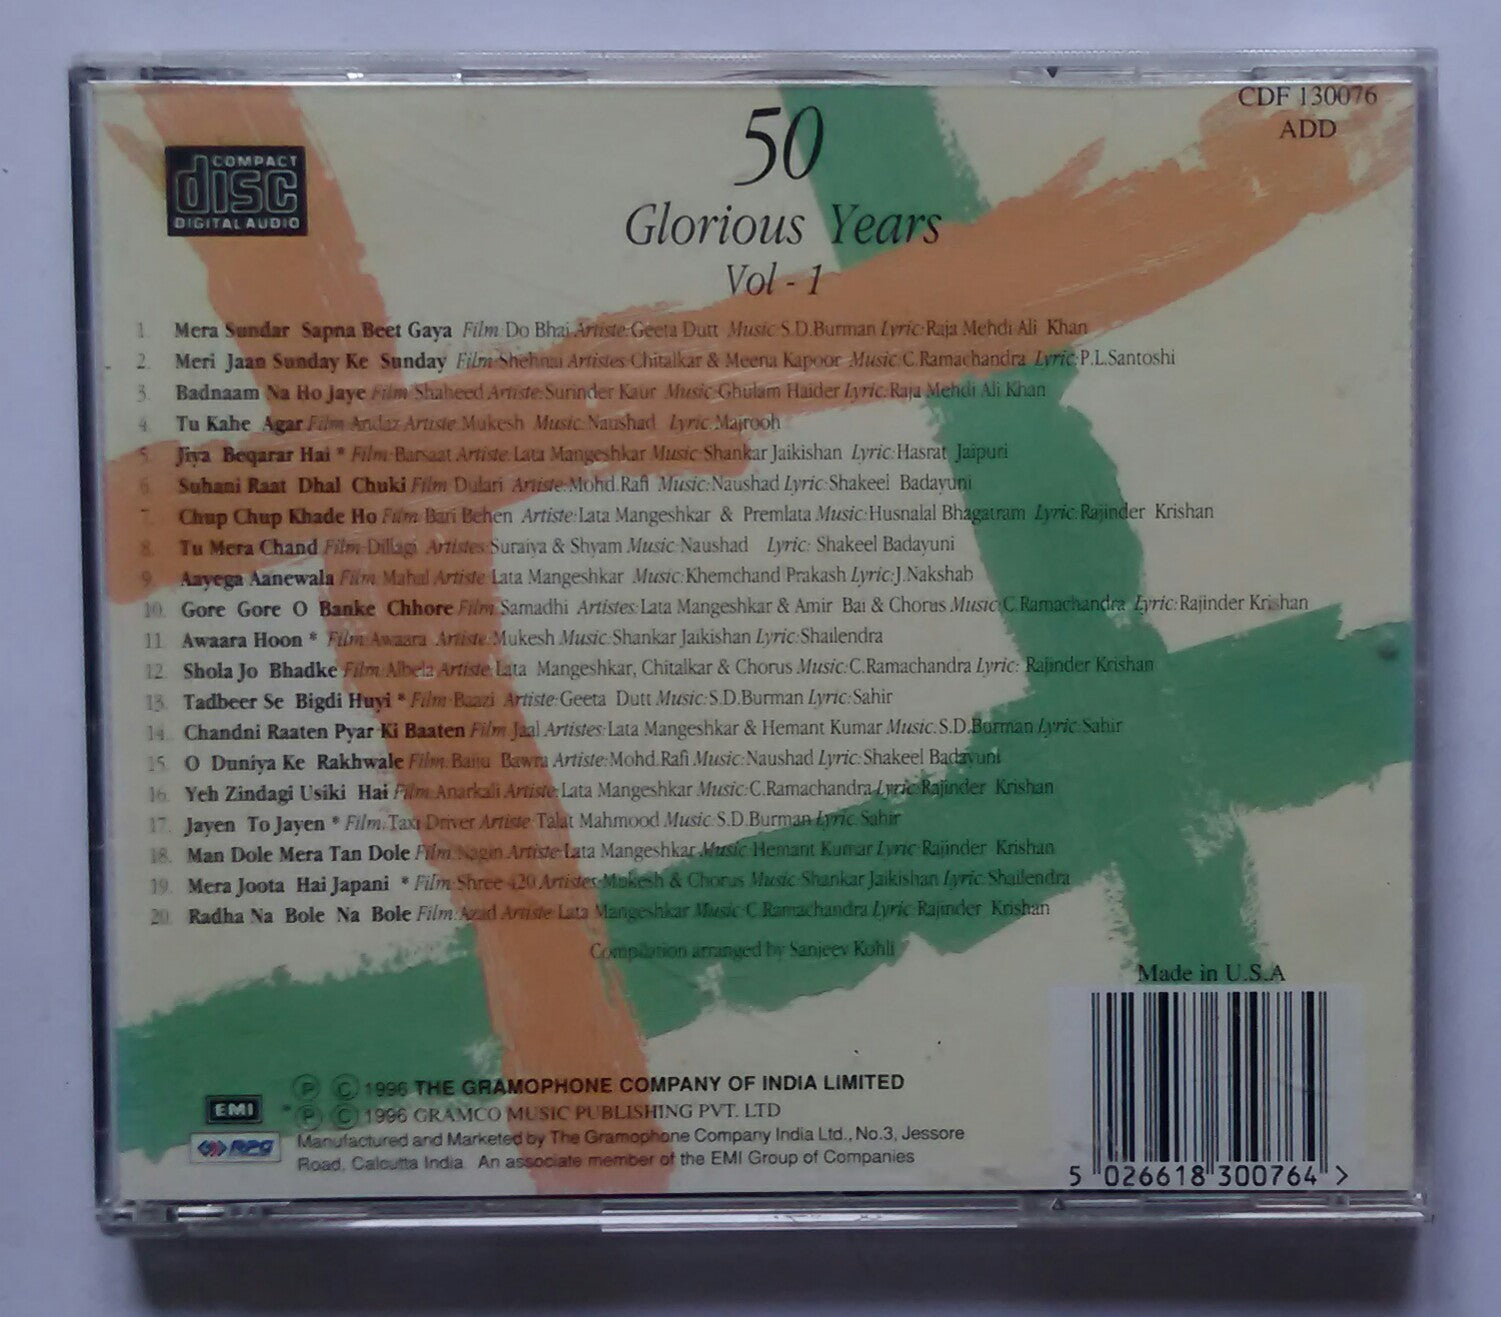 CDF 130076
ADD
COMPACT
disc
DIGITAL AUDIO
50
Glorious Years
Vol - 1
1. Mera Sundar Sapna Beet Gaya Film: Do Bhai Artiste: Geeta Dutt Music: S.D.Burman Lyric: Raja Mehdi Ali Khan
2. Meri Jaan Sunday Ke Sunday Film: Shehnai Artistes: Chitalkar & Meena Kapoor Music: C.Ramachandra Lyric: P.L.Santoshi
3. Badnaam Na Ho Jaye Film: Shaheed Artiste: Surinder Kaur Music: Ghulam Haider Lyric: Raja Mehdi Ali Khan
4. Tu Kahe Agar Film: Andaz Artiste: Mukesh Music: Naushad Lyric: Majrooh
5. Jiya Beqarar Hai * Film: Barsaat Artiste: Lata Mangeshkar Music: Shankar Jaikishan Lyric: Hasrat Jaipuri
6. Suhani Raat Dhal Chuki Film: Dulari Artiste: Mohd.Rafi Music: Naushad Lyric: Shakeel Badayuni
7. Chup Chup Khade Ho Film: Bari Behen Artiste: Lata Mangeshkar & Premlata Music: Husnalal Bhagatram Lyric: Rajinder Krishan
8. Tu Mera Chand Film: Dillagi Artistes: Suraiya & Shyam Music: Naushad Lyric: Shakeel Badayuni
9. Aayega Aanewala Film: Mahal Artiste: Lata Mangeshkar Music: Khemchand Prakash Lyric: J.Nakshab
10. Gore Gore O Banke Chhore Film: Samadhi Artistes: Lata Mangeshkar & Amir Bai & Chorus Music: C.Ramachandra Lyric: Rajinder Krishan
11. Awaara Hoon * Film: Awaara Artiste: Mukesh Music: Shankar Jaikishan Lyric: Shailendra
12. Shola Jo Bhadke Film: Albela Artiste: Lata Mangeshkar, Chitalkar & Chorus Music: C.Ramachandra Lyric: Rajinder Krishan
13. Tadbeer Se Bigdi Huyi * Film: Baazi Artiste: Geeta Dutt Music: S.D.Burman Lyric: Sahir
14. Chandni Raaten Pyar Ki Baaten Film: Jaal Artistes: Lata Mangeshkar & Hemant Kumar Music: S.D.Burman Lyric: Sahir
15. O Duniya Ke Rakhwale Film: Baiju Bawra Artiste: Mohd.Rafi Music: Naushad Lyric: Shakeel Badayuni
16. Yeh Zindagi Usiki Hai Film: Anarkali Artiste: Lata Mangeshkar Music: C.Ramachandra Lyric: Rajinder Krishan
17. Jayen To Jayen * Film: Taxi Driver Artiste: Talat Mahmood Music: S.D.Burman Lyric: Sahir
18. Man Dole Mera Tan Dole Film: Nagin Artiste: Lata Mangeshkar Music: Hemant Kumar Lyric: Rajinder Krishan
19. Mera Joota Hai Japani * Film: Shree 420 Artistes: Mukesh & Chorus Music: Shankar Jaikishan Lyric: Shailendra
20. Radha Na Bole Na Bole Film: Azad Artiste: Lata Mangeshkar Music: C.Ramachandra Lyric: Rajinder Krishan
Compilation arranged by Sanjeev Kohli
Made in U.S.A
Ⓟ Ⓒ 1996 THE GRAMOPHONE COMPANY OF INDIA LIMITED
EMI
* Ⓟ Ⓒ 1996 GRAMCO MUSIC PUBLISHING PVT. LTD
RPG
Manufactured and Marketed by The Gramophone Company India Ltd., No.3, Jessore
Road, Calcutta India. An associate member of the EMI Group of Companies
5 026618 300764 >